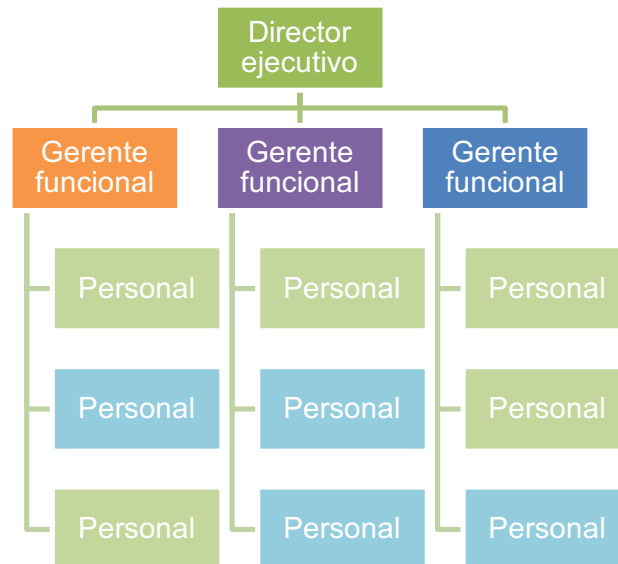 Director
ejecutivo
Gerente
funcional
Gerente
funcional
Gerente
funcional
Personal
Personal
Personal
Personal
Personal
Personal
Personal
Personal
Personal